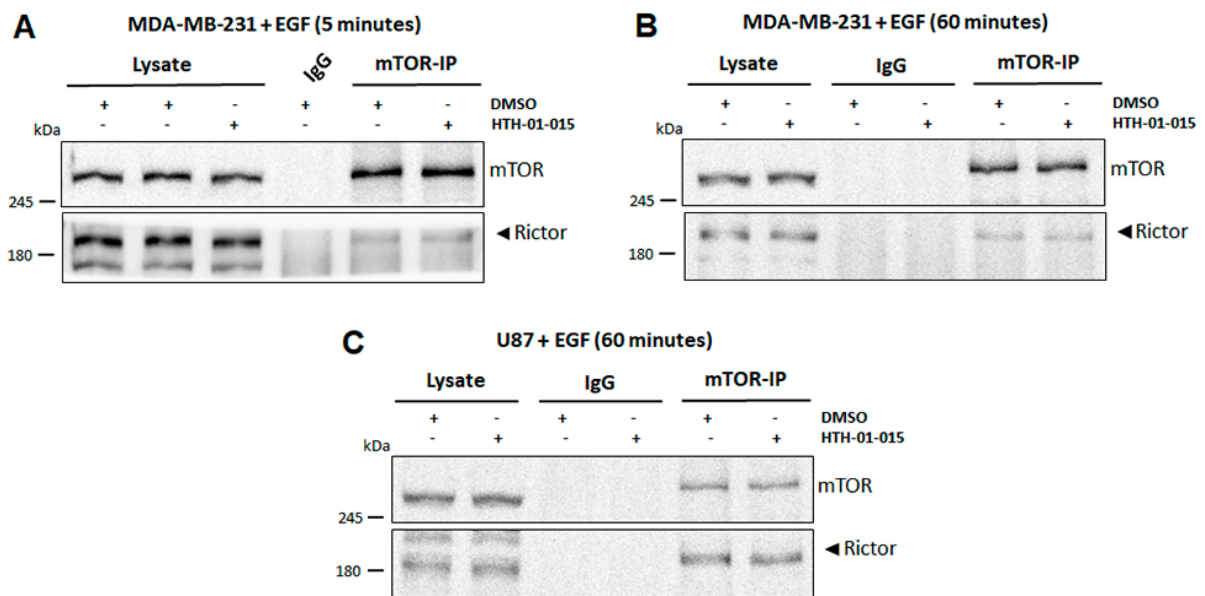 A
MDA-MB-231 + EGF (5 minutes)
Lysate IgG mTOR-IP
+ + - + + - DMSO
- - + - - + HTH-01-015
kDa
mTOR
245
Rictor
180
B
MDA-MB-231 + EGF (60 minutes)
Lysate IgG mTOR-IP
+ - + - + - DMSO
- + - + - + HTH-01-015
kDa
mTOR
245
Rictor
180
C
U87 + EGF (60 minutes)
Lysate IgG mTOR-IP
+ - + - + - DMSO
- + - + - + HTH-01-015
kDa
mTOR
245
Rictor
180